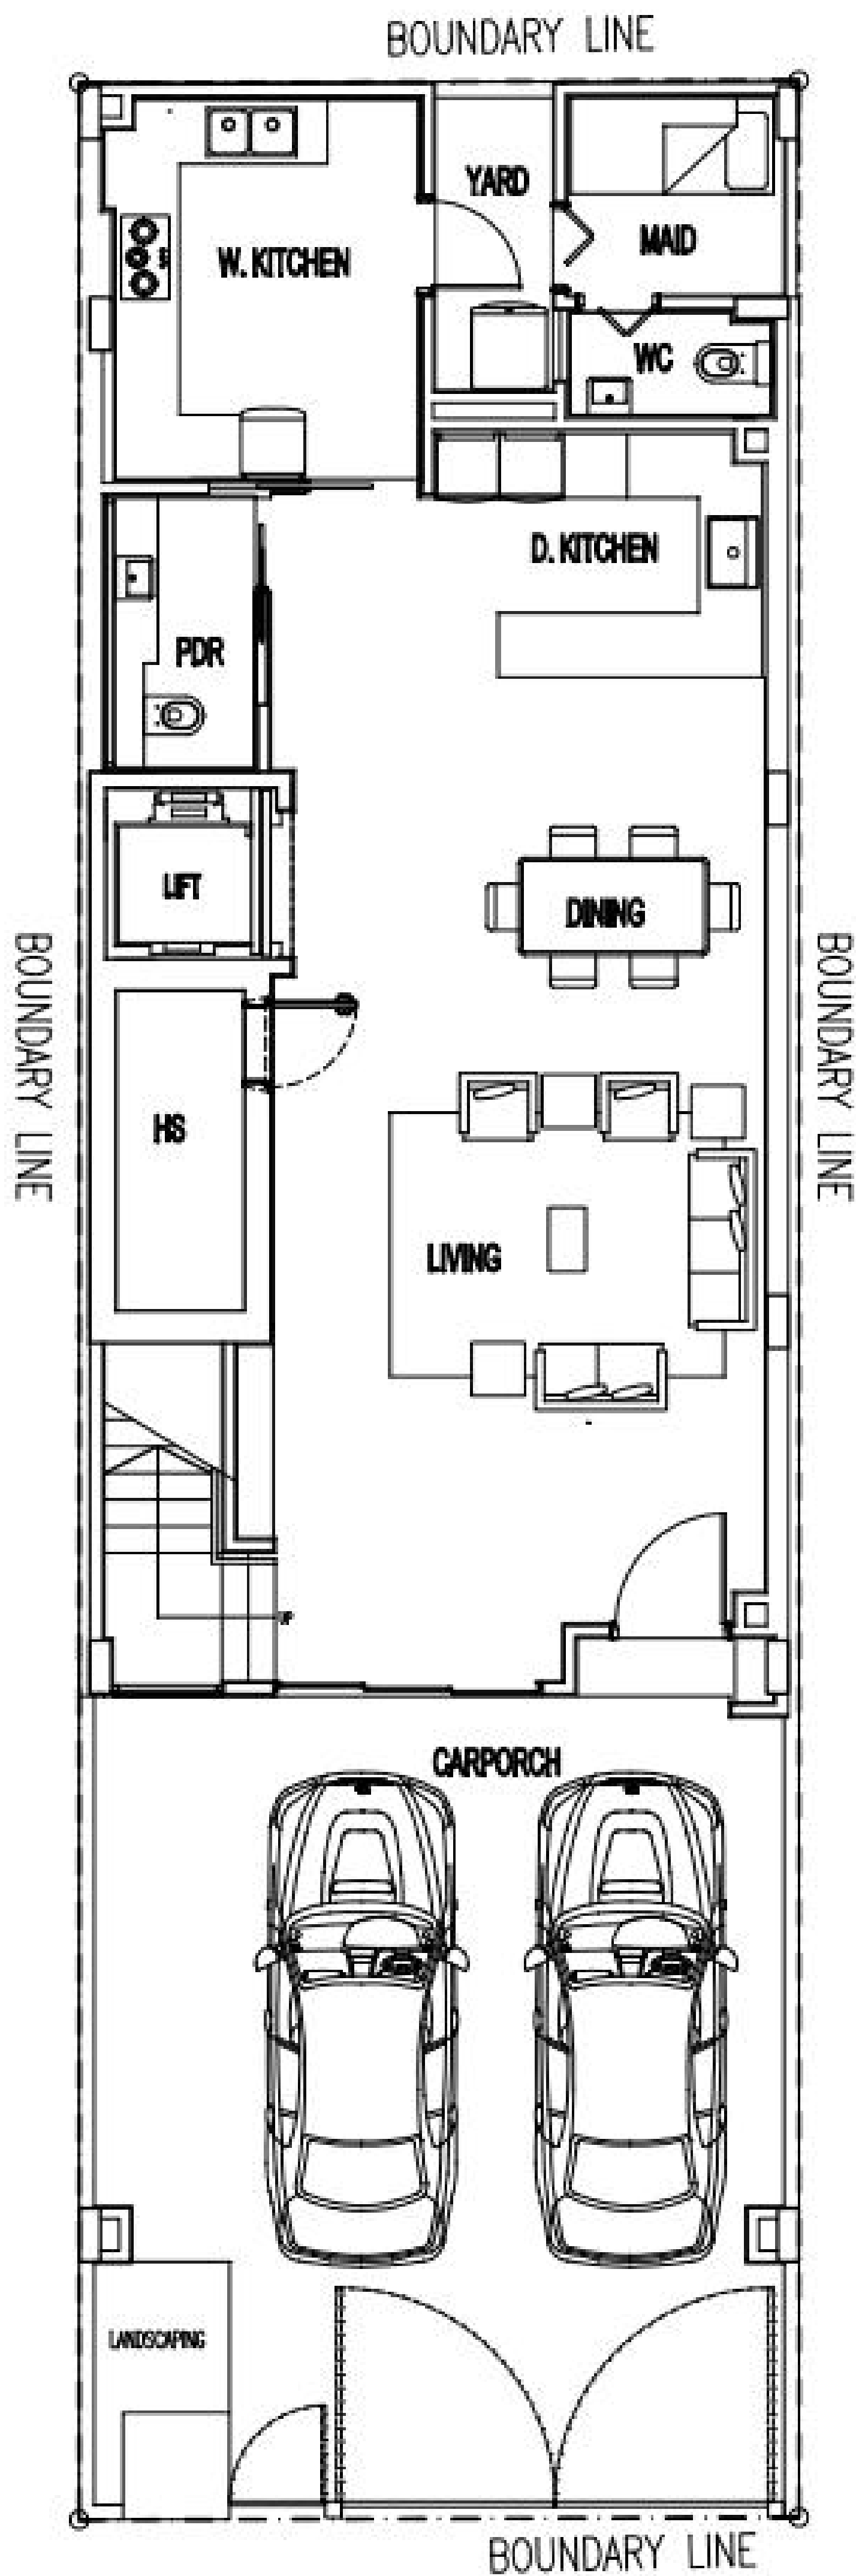 BOUNDARY LINE
YARD
MAID
W. KITCHEN
WC
D. KITCHEN
PDR
LIFT
DINING
BOUNDARY LINE
BOUNDARY LINE
HS
LIVING
UP
CARPORCH
LANDSCAPING
BOUNDARY LINE